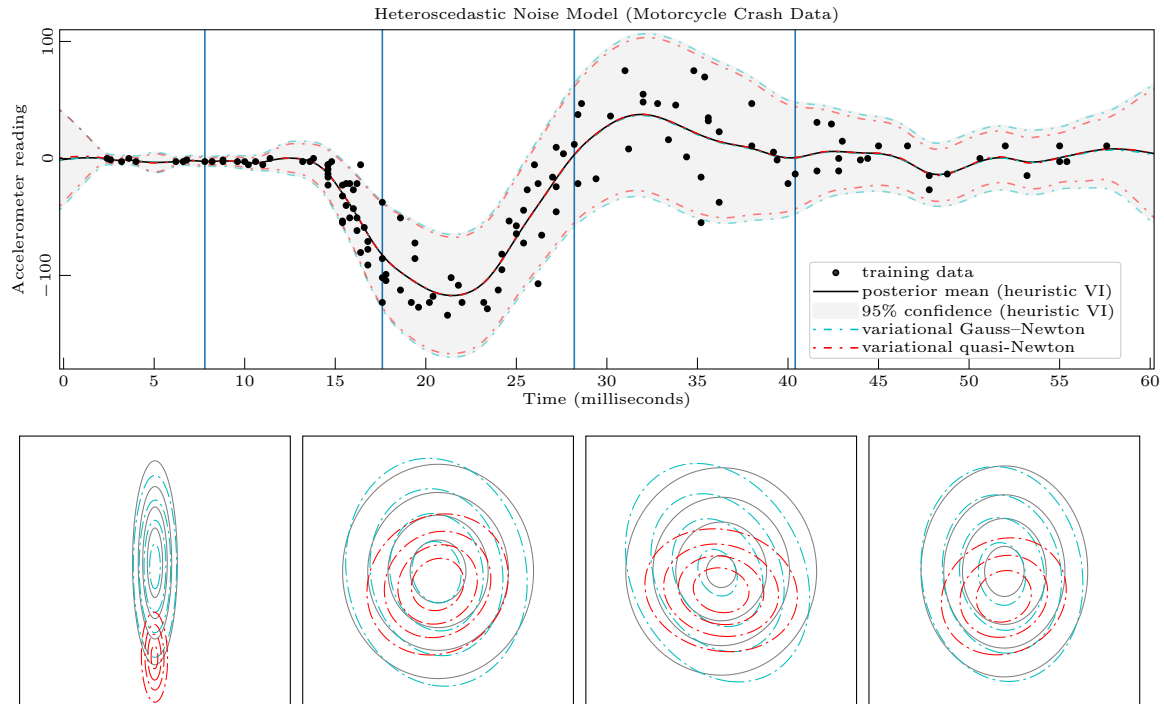 Heteroscedastic Noise Model (Motorcycle Crash Data)
Accelerometer reading
100
0
−100
training data
posterior mean (heuristic VI)
95% confidence (heuristic VI)
variational Gauss–Newton
variational quasi-Newton
0 5 10 15 20 25 30 35 40 45 50 55 60
Time (milliseconds)